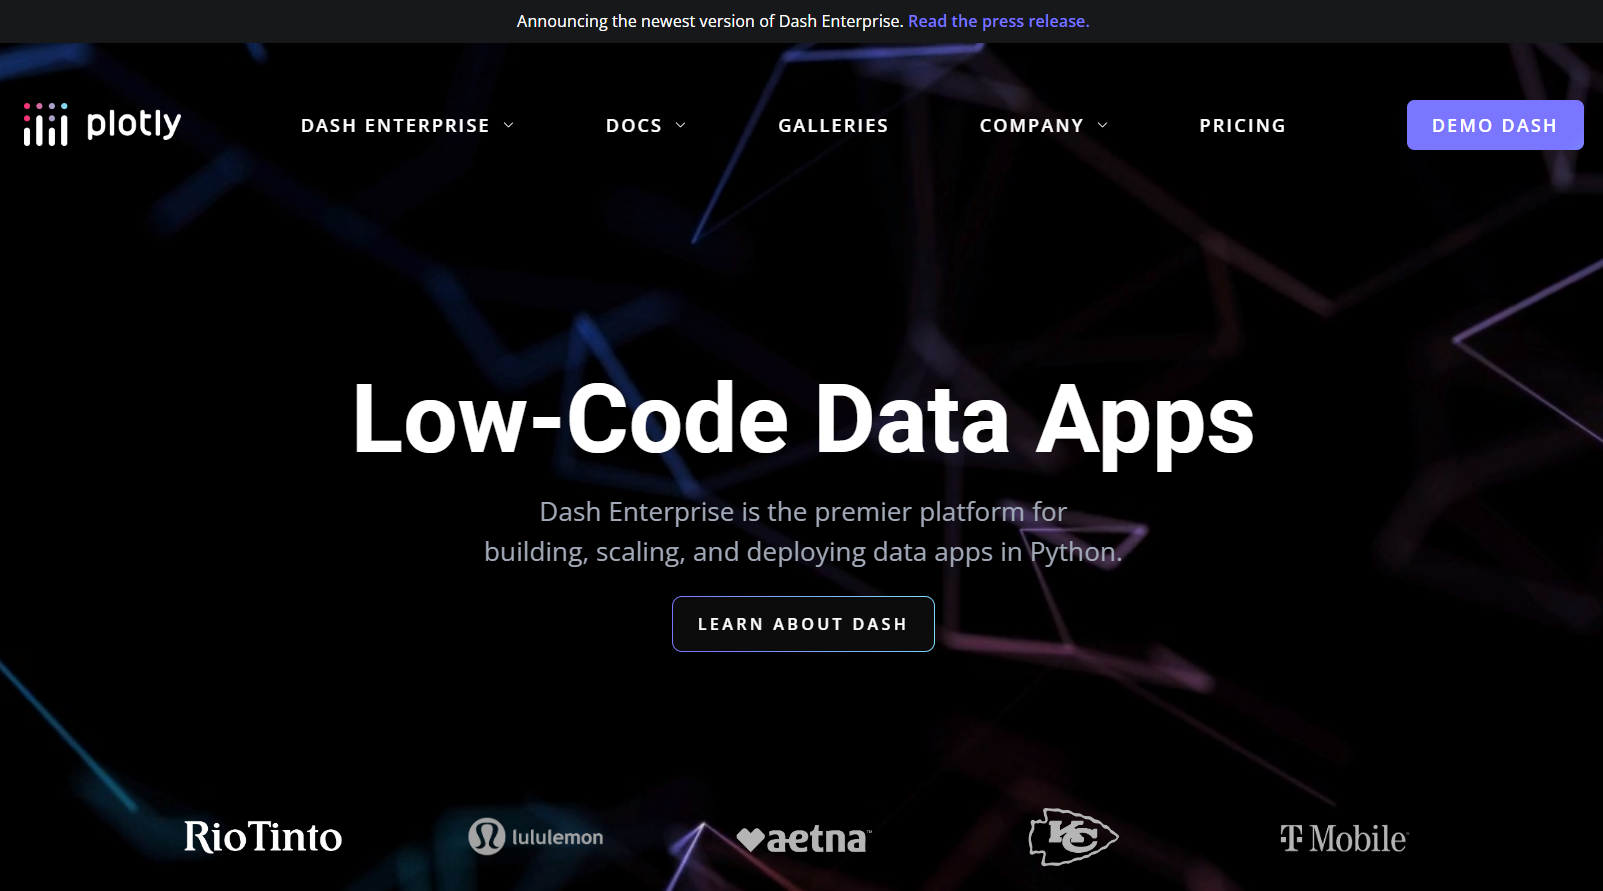 Announcing the newest version of Dash Enterprise. Read the press release.
plotly
DASH ENTERPRISE
DOCS
GALLERIES
COMPANY
PRICING
DEMO DASH
Low-Code Data Apps
Dash Enterprise is the premier platform for
building, scaling, and deploying data apps in Python.
LEARN ABOUT DASH
RioTinto
lululemon
aetna™
KC
T Mobile